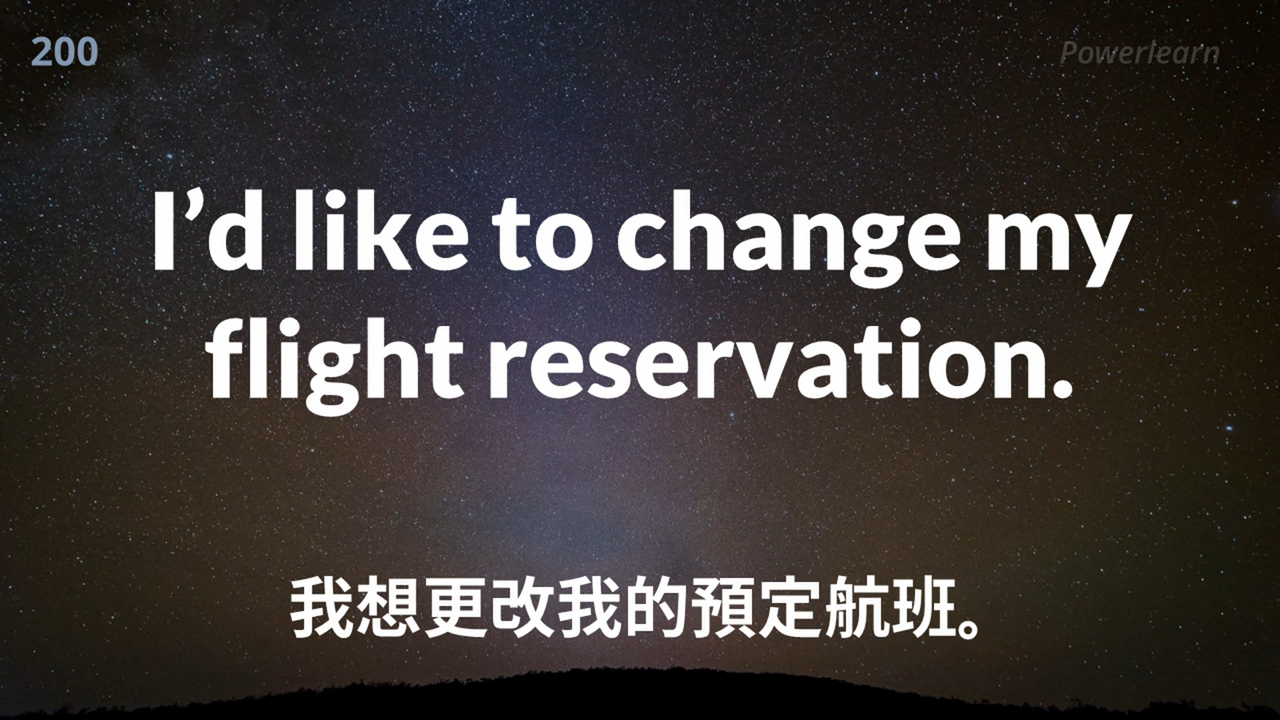 200
Powerlearn
I’d like to change my
flight reservation.
我想更改我的預定航班。